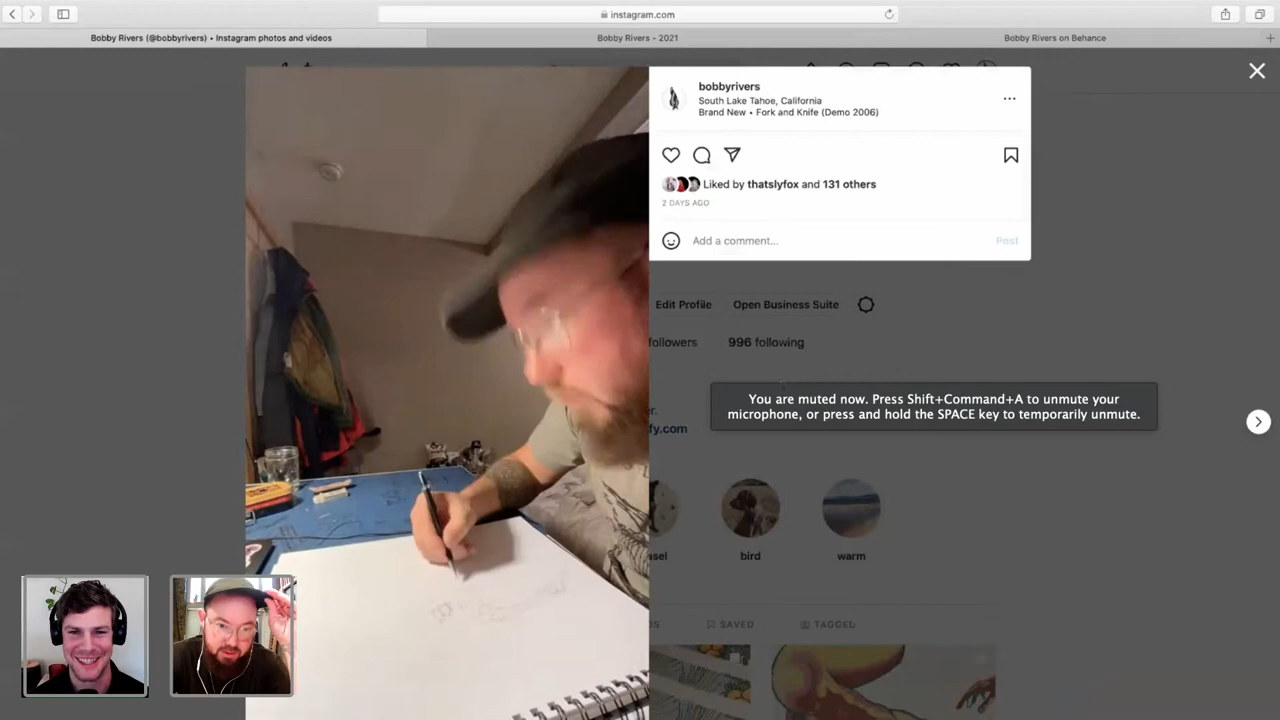 instagram.com
Bobby Rivers (@bobbyrivers) • Instagram photos and videos
Bobby Rivers - 2021
Bobby Rivers on Behance
bobbyrivers
South Lake Tahoe, California
Brand New • Fork and Knife (Demo 2006)
Liked by thatslyfox and 131 others
2 DAYS AGO
Add a comment...
Post
Edit Profile
Open Business Suite
followers
996 following
You are muted now. Press Shift+Command+A to unmute your
microphone, or press and hold the SPACE key to temporarily unmute.
fy.com
bird
warm
SAVED
TAGGED